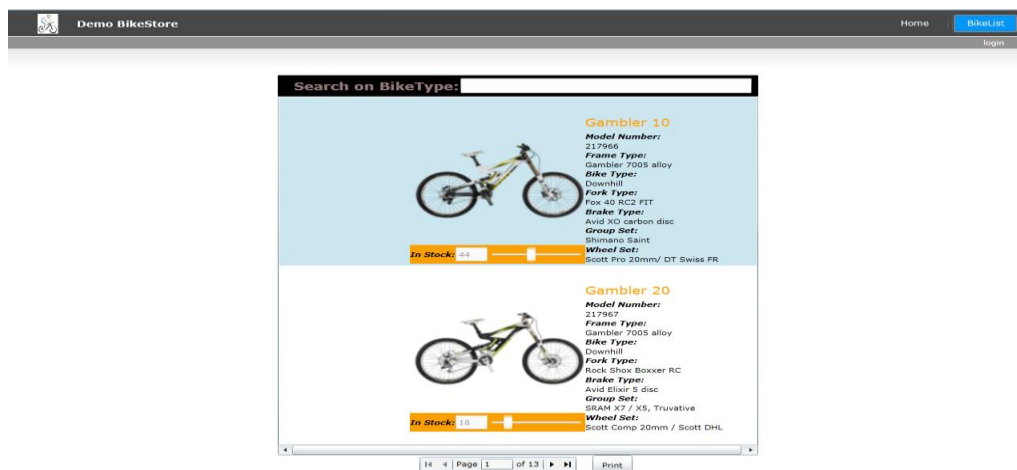 Demo BikeStore
Home
BikeList
login
Search on BikeType:
Gambler 10
Model Number:
217966
Frame Type:
Gambler 7005 alloy
Bike Type:
Downhill
Fork Type:
Fox 40 RC2 FIT
Brake Type:
Avid XO carbon disc
Group Set:
Shimano Saint
Wheel Set:
Scott Pro 20mm/ DT Swiss FR
In Stock: 44
Gambler 20
Model Number:
217967
Frame Type:
Gambler 7005 alloy
Bike Type:
Downhill
Fork Type:
Rock Shox Boxxer RC
Brake Type:
Avid Elixir 5 disc
Group Set:
SRAM X7 / X5, Truvative
Wheel Set:
Scott Comp 20mm / Scott DHL
In Stock: 18
Page 1 of 13
Print